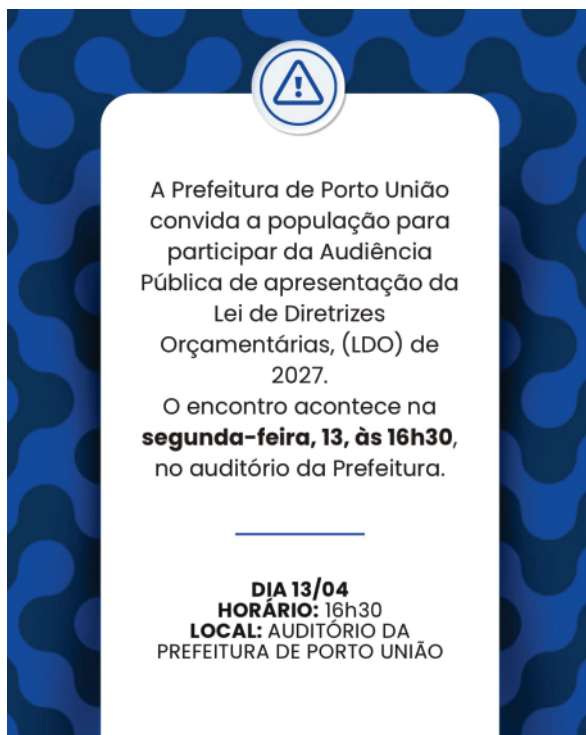 A Prefeitura de Porto União
convida a população para
participar da Audiência
Pública de apresentação da
Lei de Diretrizes
Orçamentárias, (LDO) de
2027.
O encontro acontece na
segunda-feira, 13, às 16h30,
no auditório da Prefeitura.
DIA 13/04
HORÁRIO: 16h30
LOCAL: AUDITÓRIO DA
PREFEITURA DE PORTO UNIÃO